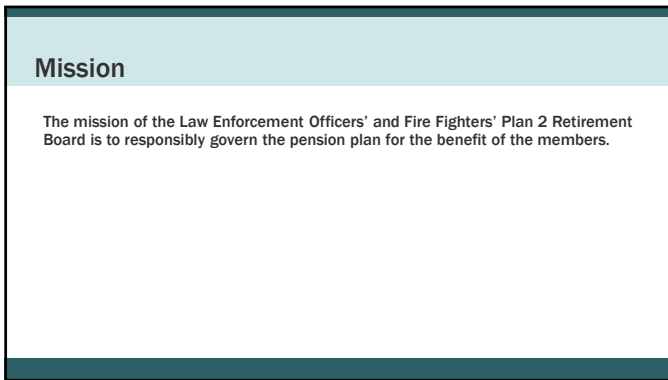 Mission
The mission of the Law Enforcement Officers’ and Fire Fighters’ Plan 2 Retirement
Board is to responsibly govern the pension plan for the benefit of the members.